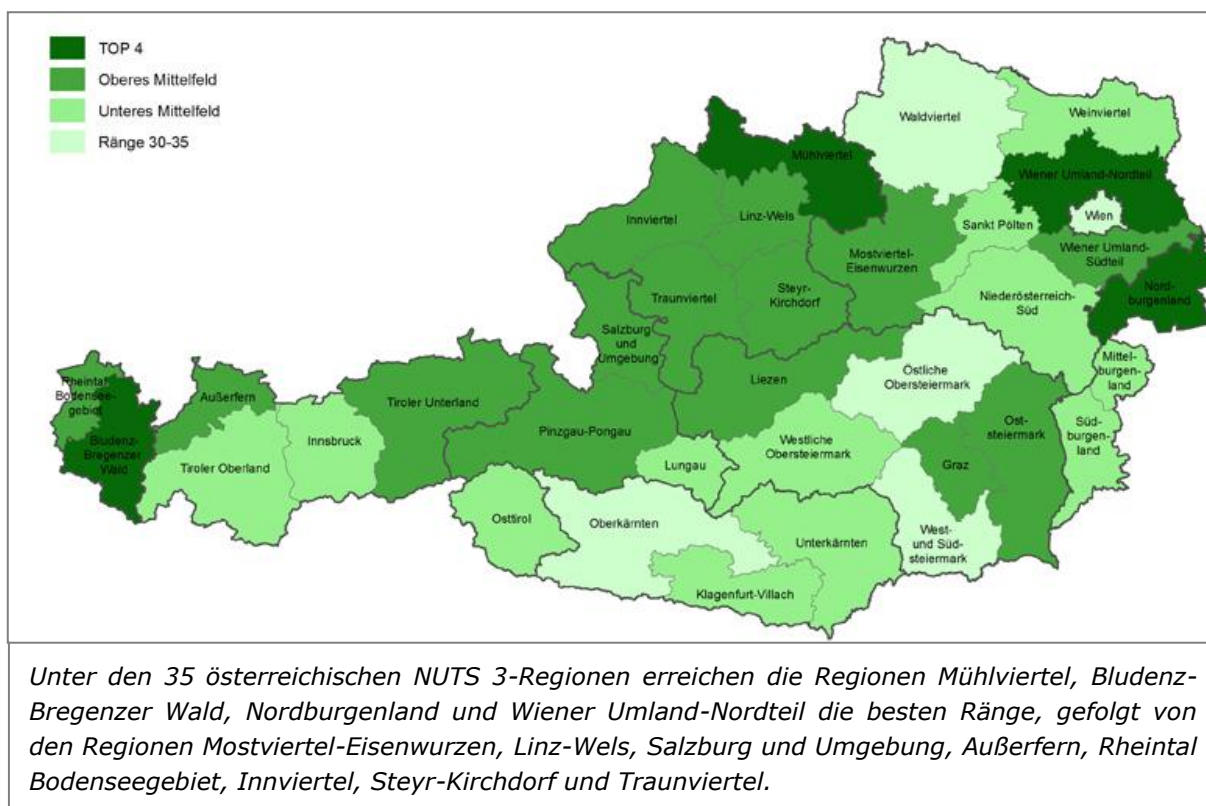 TOP 4
Oberes Mittelfeld
Unteres Mittelfeld
Ränge 30-35
Waldviertel
Weinviertel
Mühlviertel
Wiener Umland-Nordteil
Innviertel
Linz-Wels
Wien
Sankt Pölten
Mostviertel-
Eisenwurzen
Wiener Umland-
Südteil
Nord-
burgenland
Traunviertel
Steyr-
Kirchdorf
Niederösterreich-
Süd
Salzburg
und
Umgebung
Mittel-
burgen-
land
Östliche
Obersteiermark
Liezen
Rheintal
Bodensee-
gebiet
Außerfern
Tiroler Unterland
Bludenz-
Bregenzer
Wald
Innsbruck
Pinzgau-Pongau
Ost-
steiermark
Süd-
burgen-
land
Tiroler Oberland
Westliche
Obersteiermark
Lungau
Graz
Osttirol
Oberkärnten
Unterkärnten
West-
und Süd-
steiermark
Klagenfurt-Villach
Unter den 35 österreichischen NUTS 3-Regionen erreichen die Regionen Mühlviertel, Bludenz-
Bregenzer Wald, Nordburgenland und Wiener Umland-Nordteil die besten Ränge, gefolgt von
den Regionen Mostviertel-Eisenwurzen, Linz-Wels, Salzburg und Umgebung, Außerfern, Rheintal
Bodenseegebiet, Innviertel, Steyr-Kirchdorf und Traunviertel.